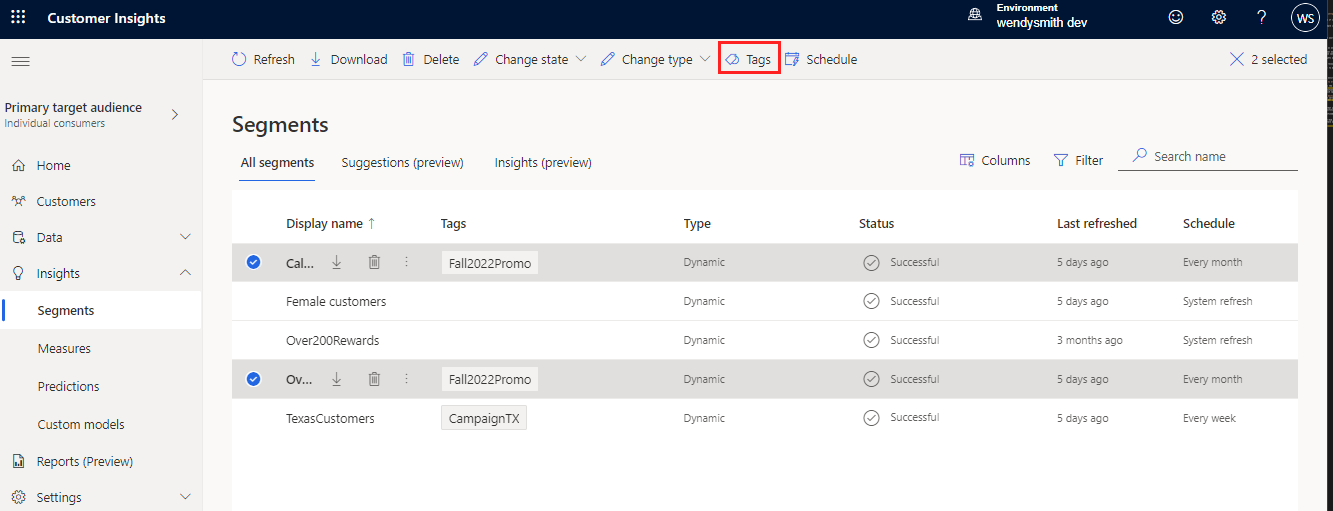 Customer Insights
Environment
wendysmith dev
?
WS
Refresh Download Delete Change state Change type Tags Schedule 2 selected
Primary target audience
Individual consumers
Home
Customers
Data
Insights
Segments
Measures
Predictions
Custom models
Reports (Preview)
Settings
Segments
All segments Suggestions (preview) Insights (preview) Columns Filter Search name
Display name ↑ Tags Type Status Last refreshed Schedule
Cal... Fall2022Promo Dynamic Successful 5 days ago Every month
Female customers Dynamic Successful 5 days ago System refresh
Over200Rewards Dynamic Successful 3 months ago System refresh
Ov... Fall2022Promo Dynamic Successful 5 days ago Every month
TexasCustomers CampaignTX Dynamic Successful 5 days ago Every week